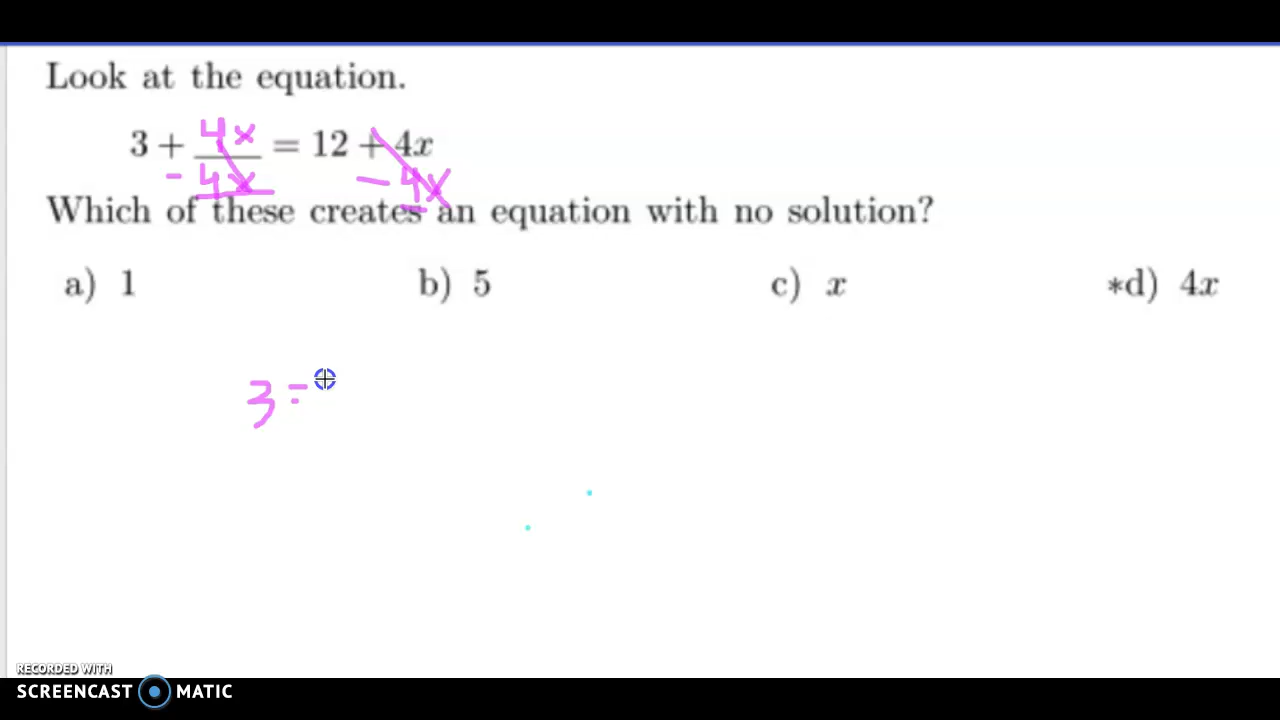 Look at the equation.
3 + 4x = 12 + 4x
- 4x - 4x
Which of these creates an equation with no solution?
a) 1 b) 5 c) x *d) 4x
3 =
RECORDED WITH
SCREENCAST MATIC